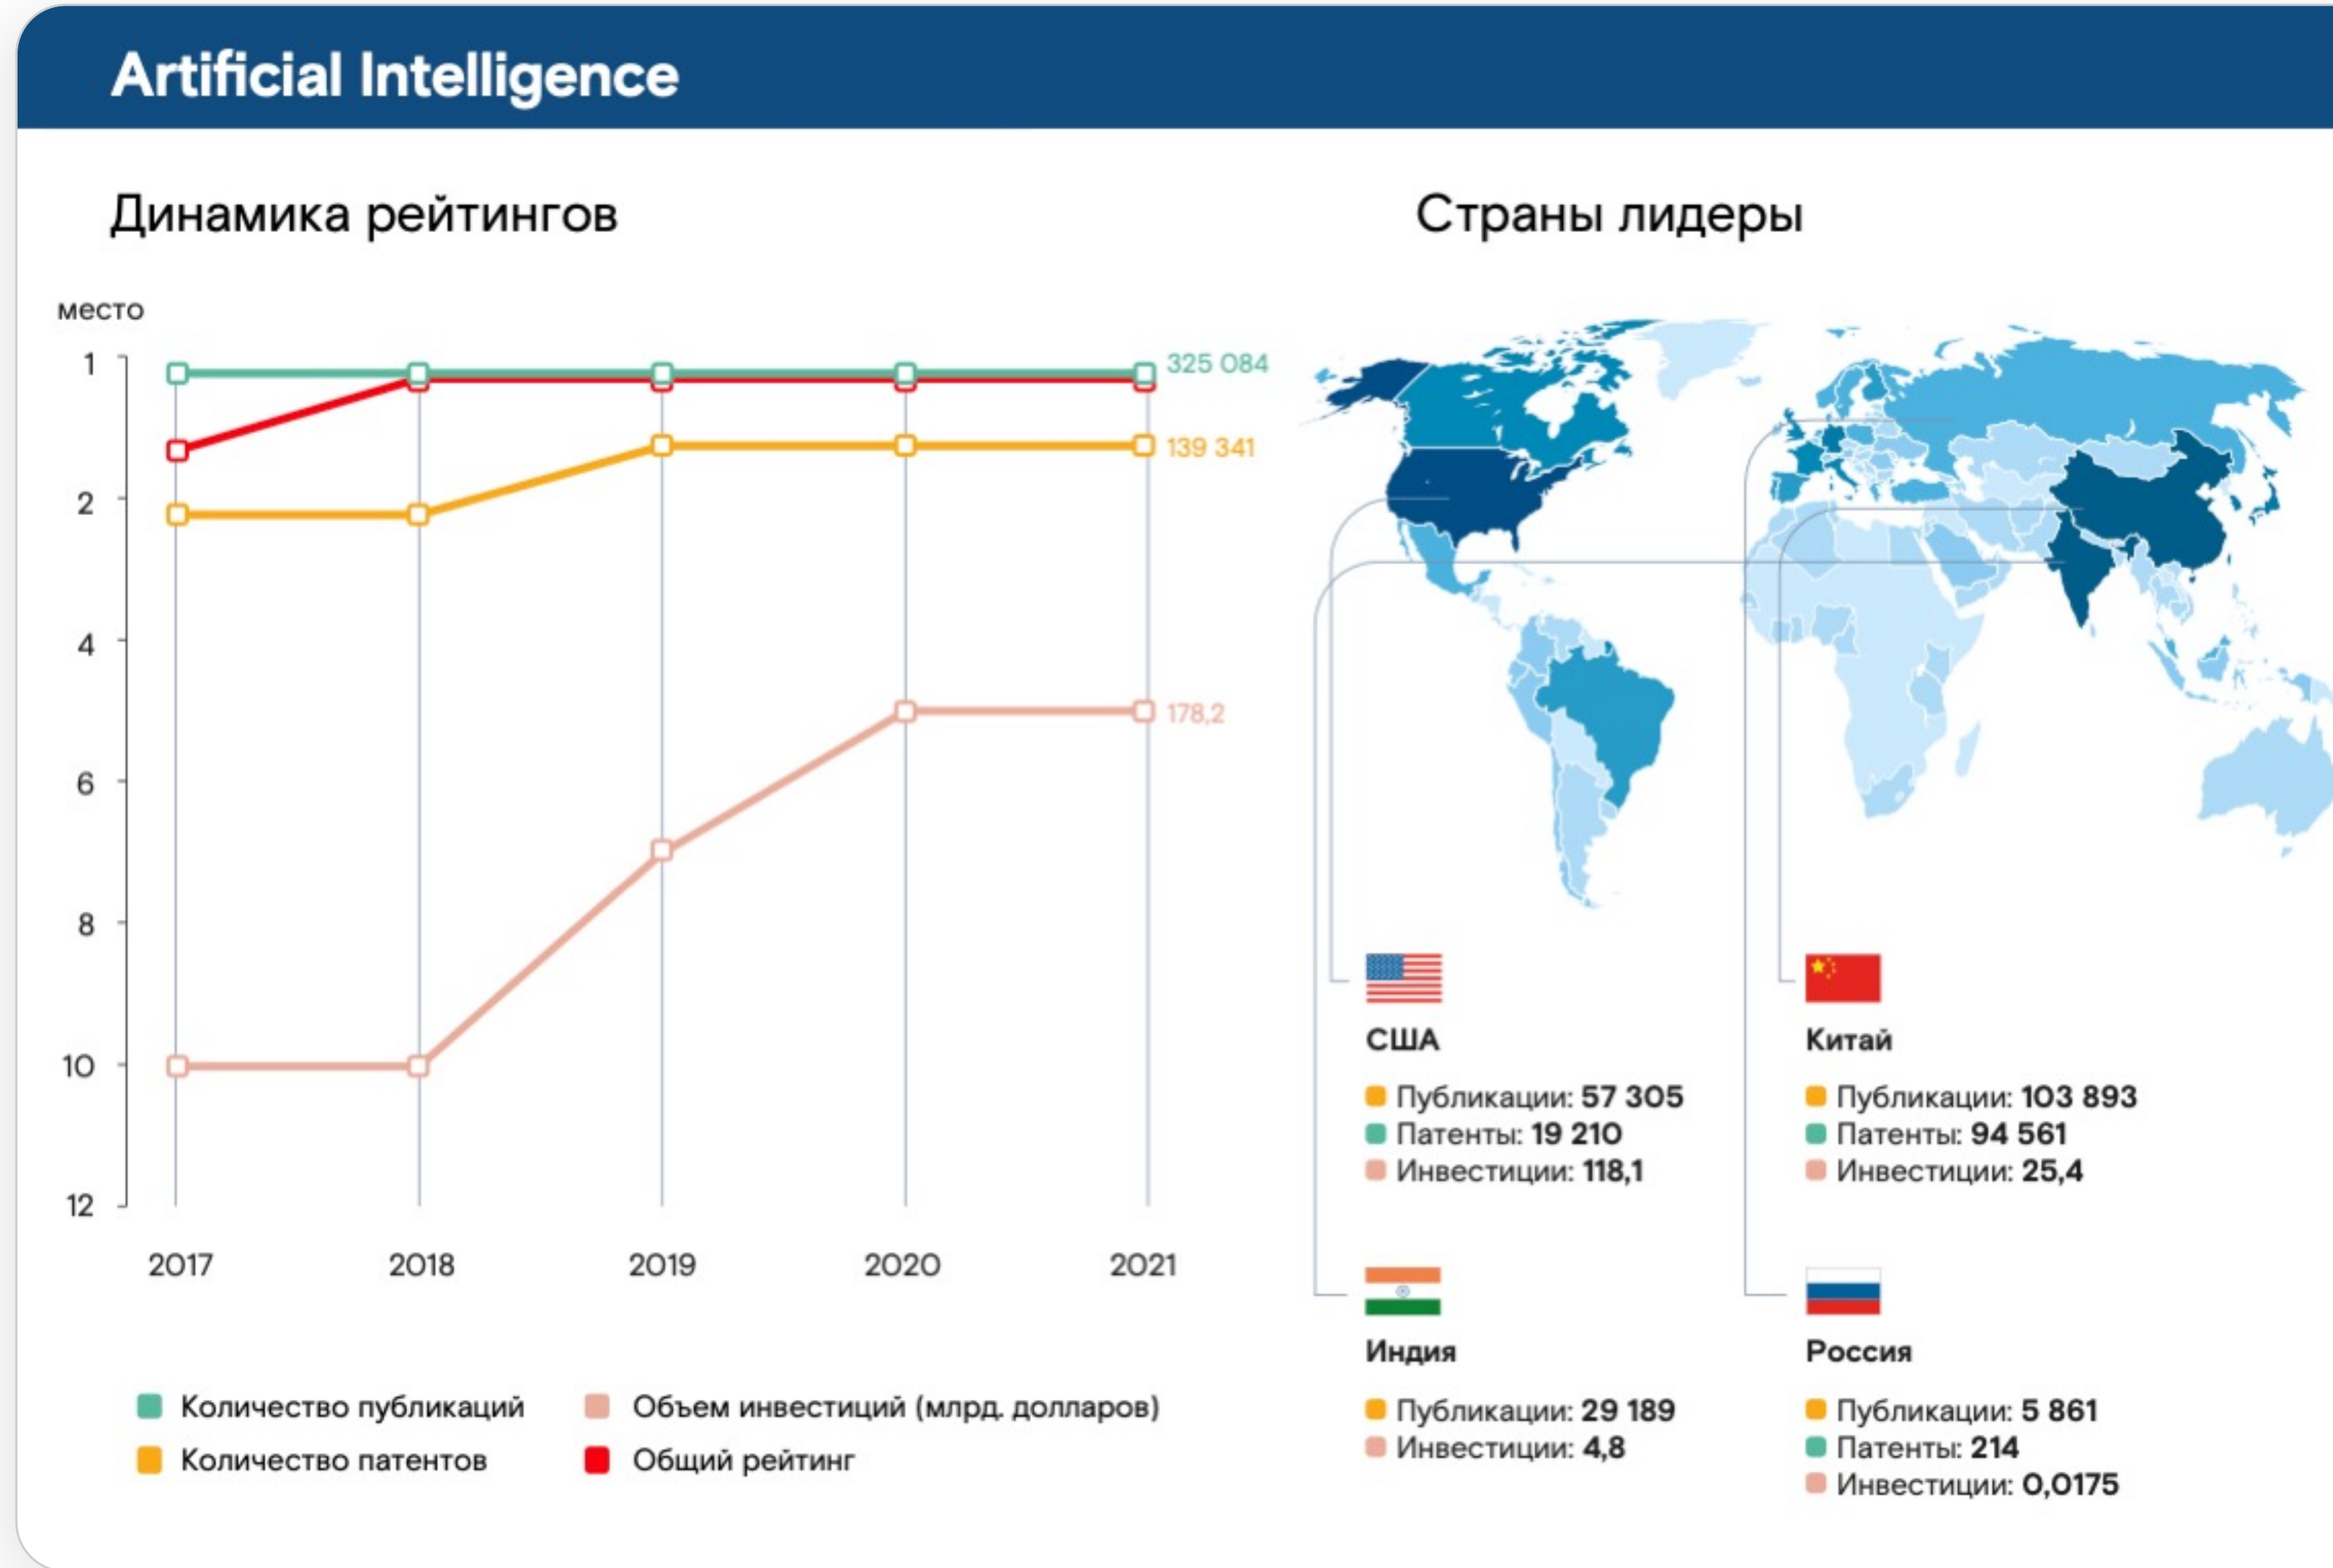 Artificial Intelligence
Динамика рейтингов
место
1
2
4
6
8
10
12
325 084
139 341
178,2
2017
2018
2019
2020
2021
Количество публикаций
Количество патентов
Объем инвестиций (млрд. долларов)
Общий рейтинг
Страны лидеры
США
Публикации: 57 305
Патенты: 19 210
Инвестиции: 118,1
Китай
Публикации: 103 893
Патенты: 94 561
Инвестиции: 25,4
Индия
Публикации: 29 189
Инвестиции: 4,8
Россия
Публикации: 5 861
Патенты: 214
Инвестиции: 0,0175